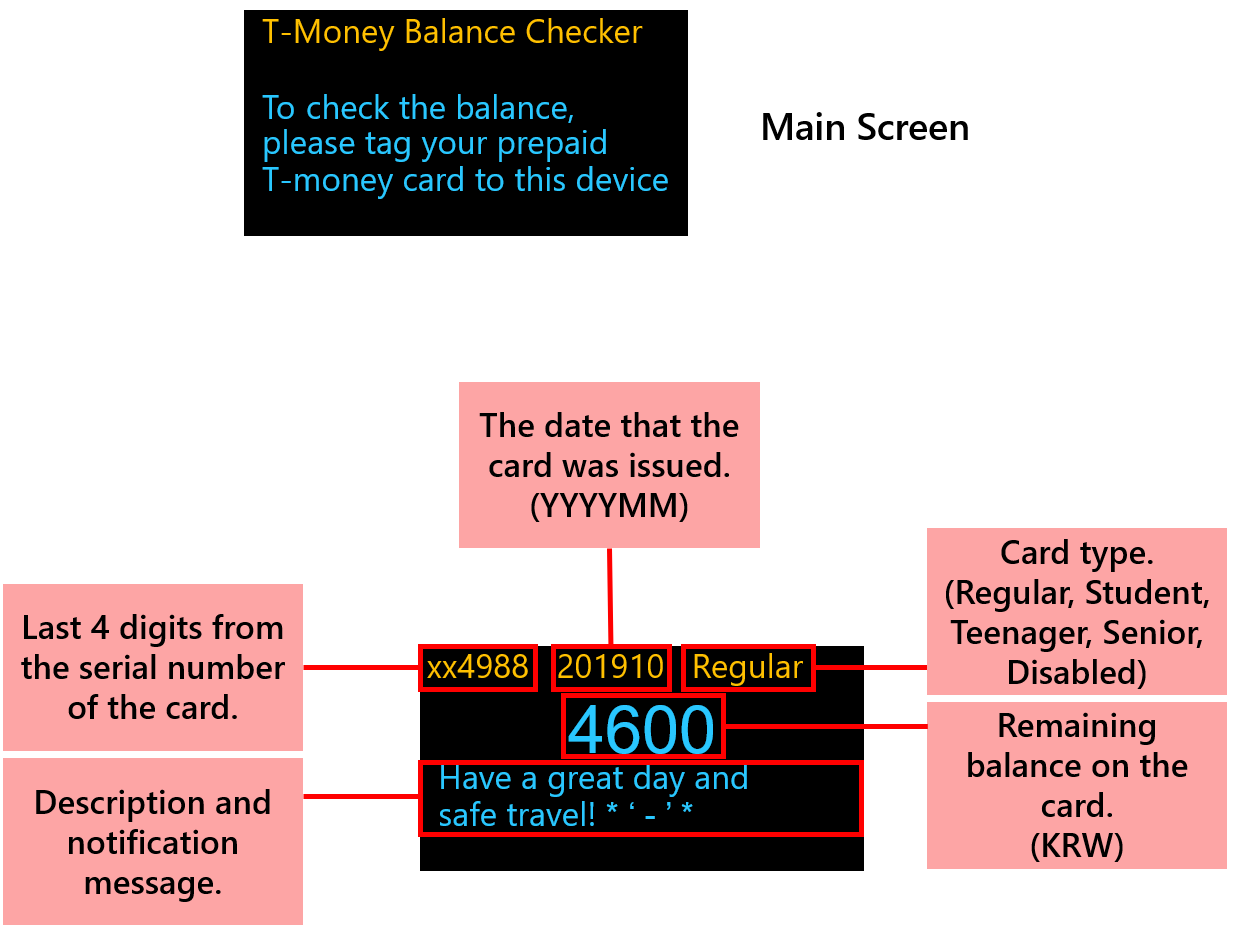 T-Money Balance Checker
To check the balance,
please tag your prepaid
T-money card to this device
Main Screen
The date that the
card was issued.
(YYYYMM)
Card type.
(Regular, Student,
Teenager, Senior,
Disabled)
Last 4 digits from
the serial number
of the card.
xx4988 201910 Regular
4600
Remaining
balance on the
card.
(KRW)
Description and
notification
message.
Have a great day and
safe travel! * ‘ - ’ *